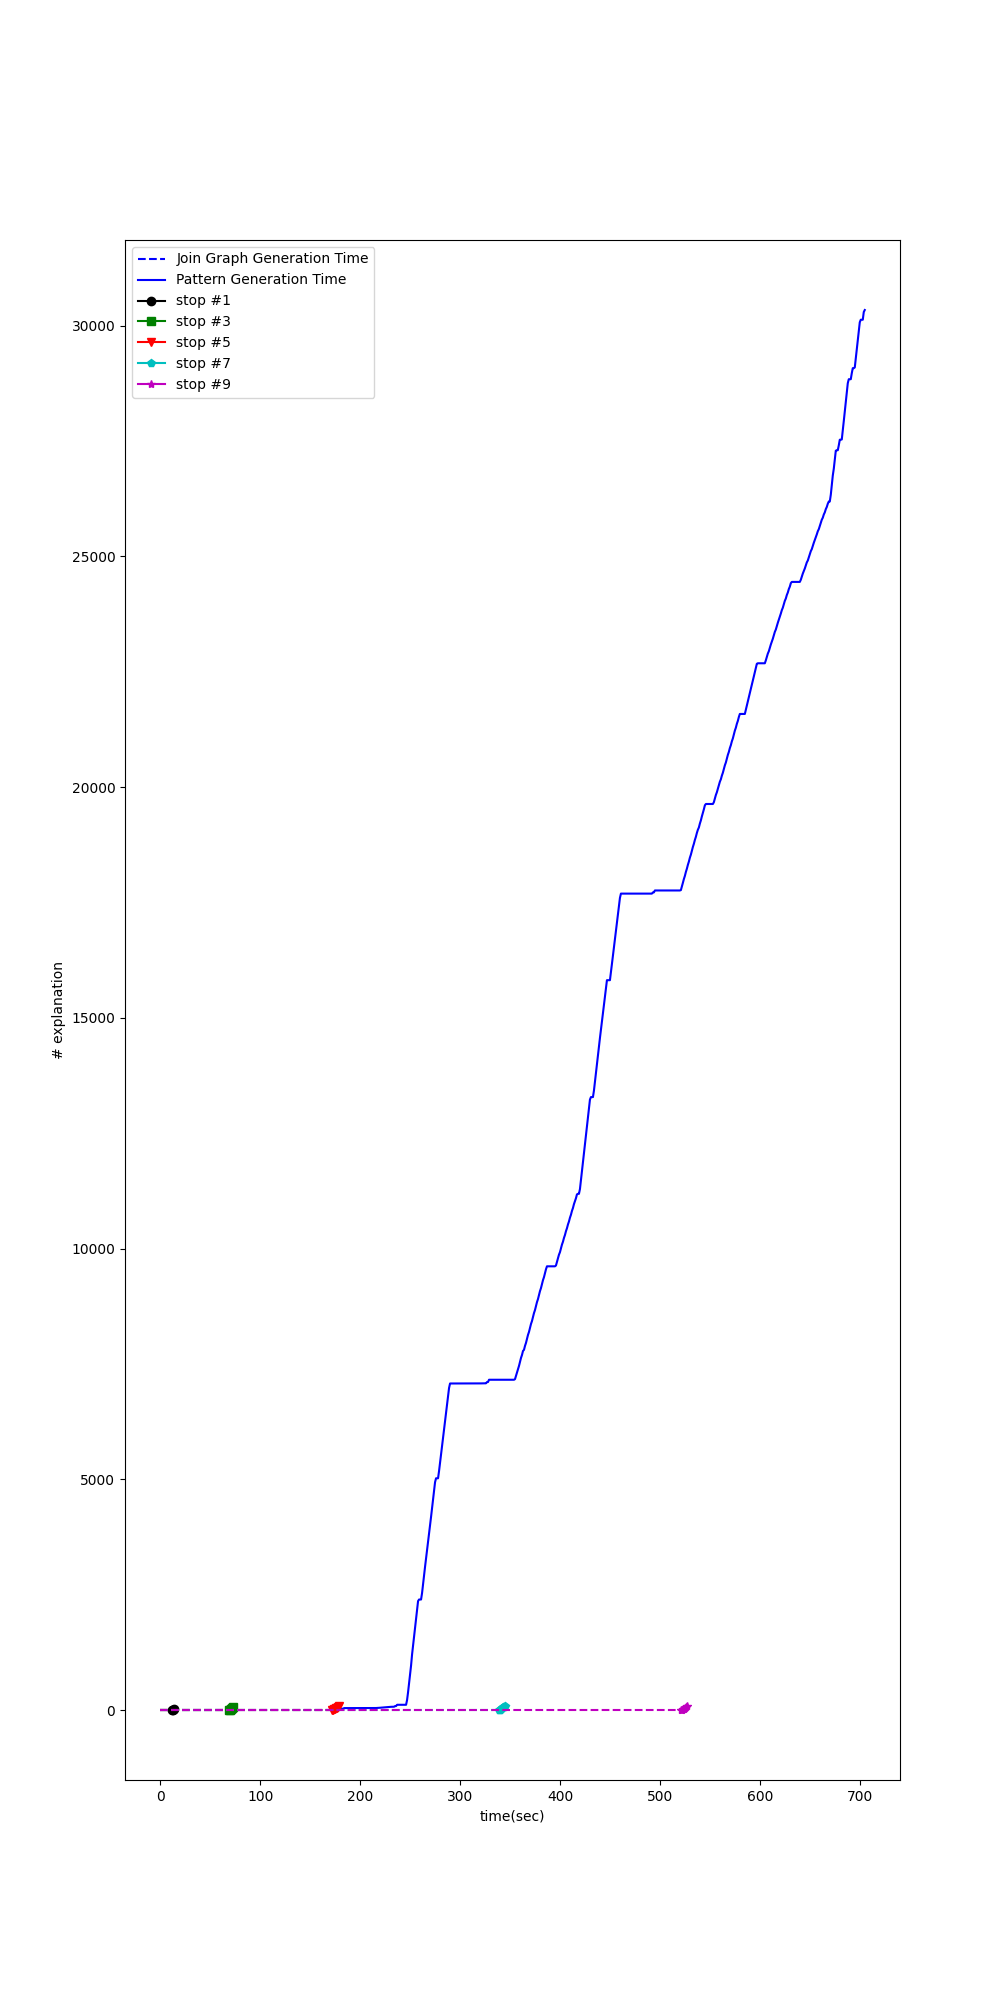 Join Graph Generation Time
Pattern Generation Time
stop #1
stop #3
stop #5
stop #7
stop #9
30000
25000
20000
15000
10000
5000
0
# explanation
0 100 200 300 400 500 600 700
time(sec)